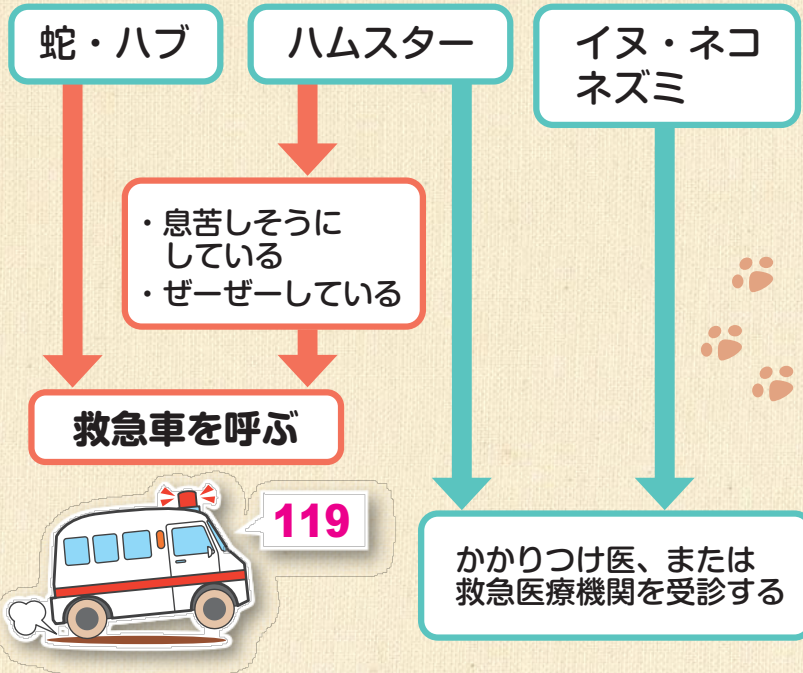 蛇・ハブ
ハムスター
イヌ・ネコ
ネズミ
・息苦しそうに
している
・ぜーぜーしている
救急車を呼ぶ
119
かかりつけ医、または
救急医療機関を受診する